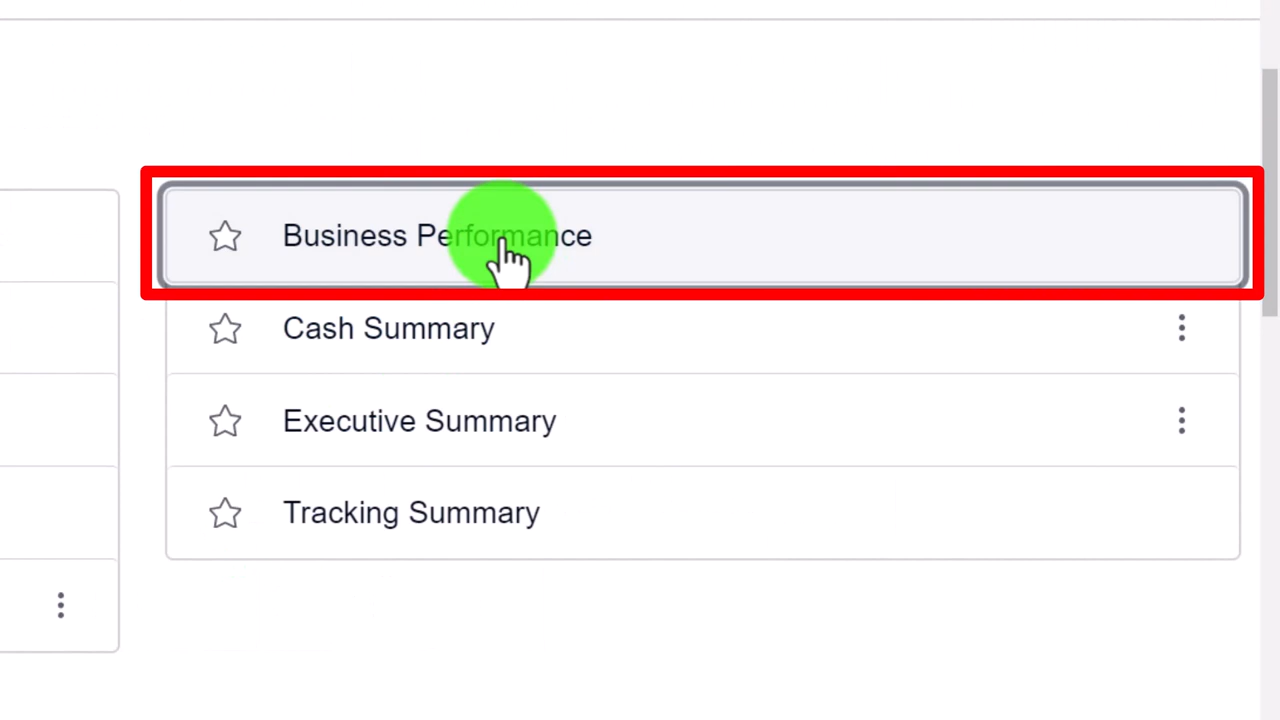 Business Performance
Cash Summary
Executive Summary
Tracking Summary